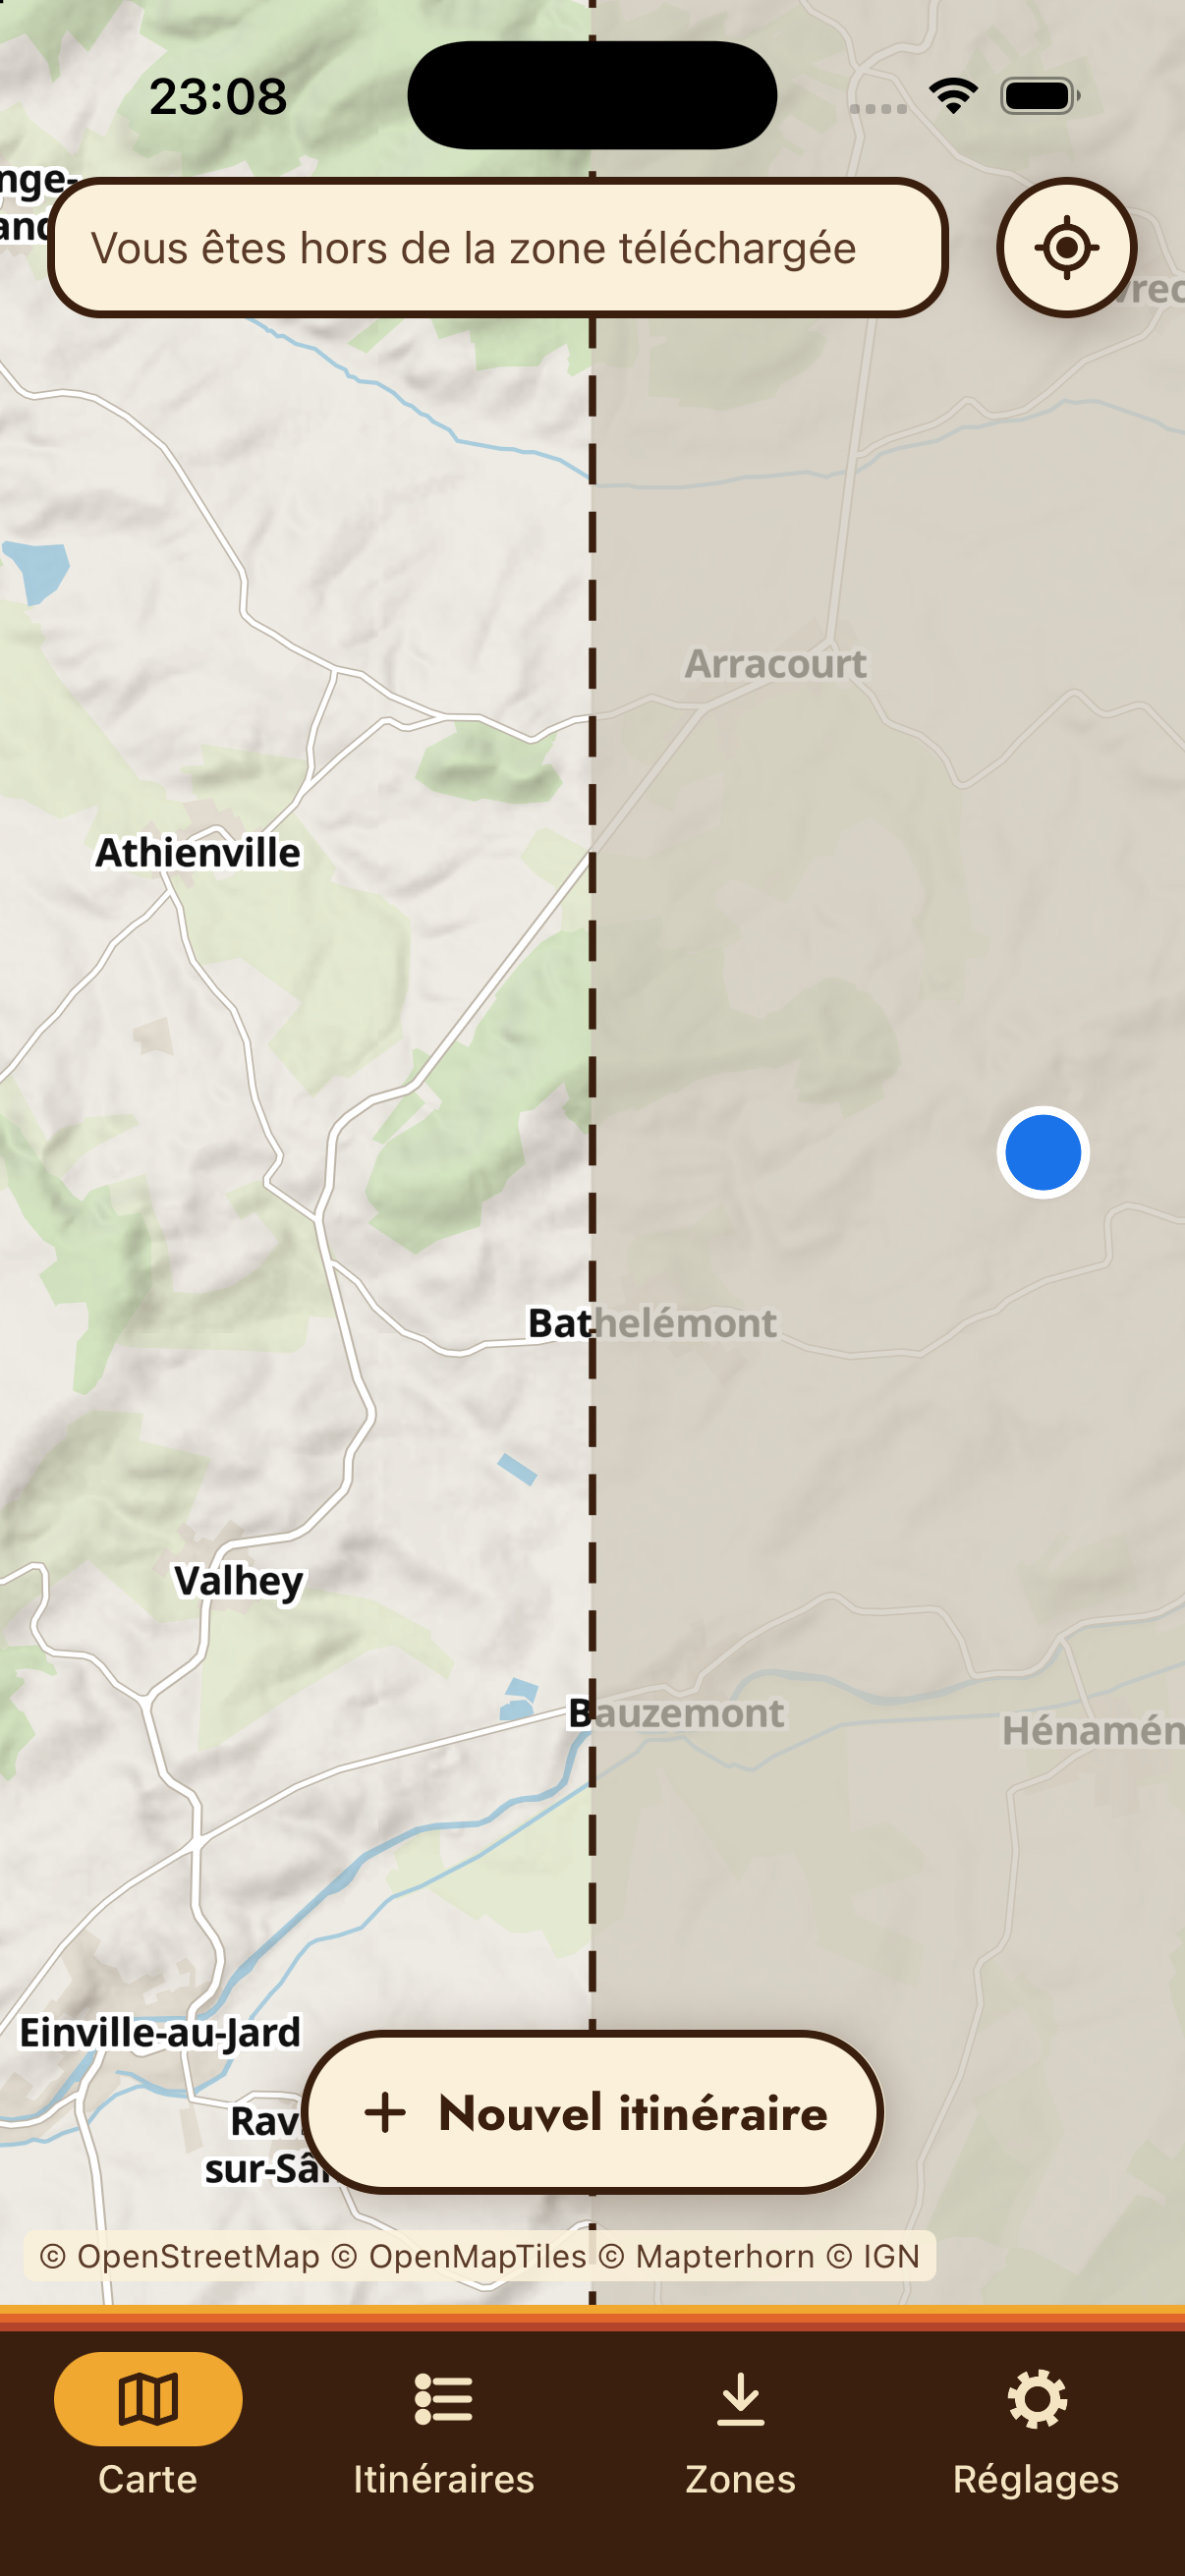 23:08
Vous êtes hors de la zone téléchargée
Arracourt
Athienville
Bathelémont
Valhey
Bauzemont
Einville-au-Jard
Nouvel itinéraire
© OpenStreetMap © OpenMapTiles © Mapterhorn © IGN
Carte
Itinéraires
Zones
Réglages